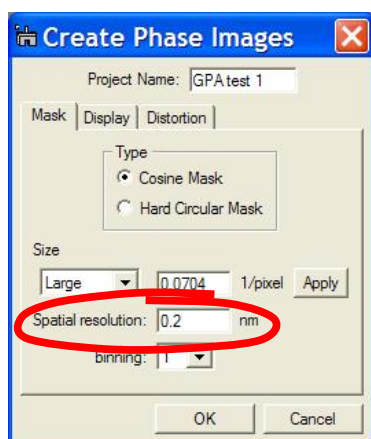 Create Phase Images
Project Name: GPA test 1
Mask Display Distortion
Type
Cosine Mask
Hard Circular Mask
Size
Large 0.0704 1/pixel Apply
Spatial resolution: 0.2 nm
binning: 1
OK Cancel